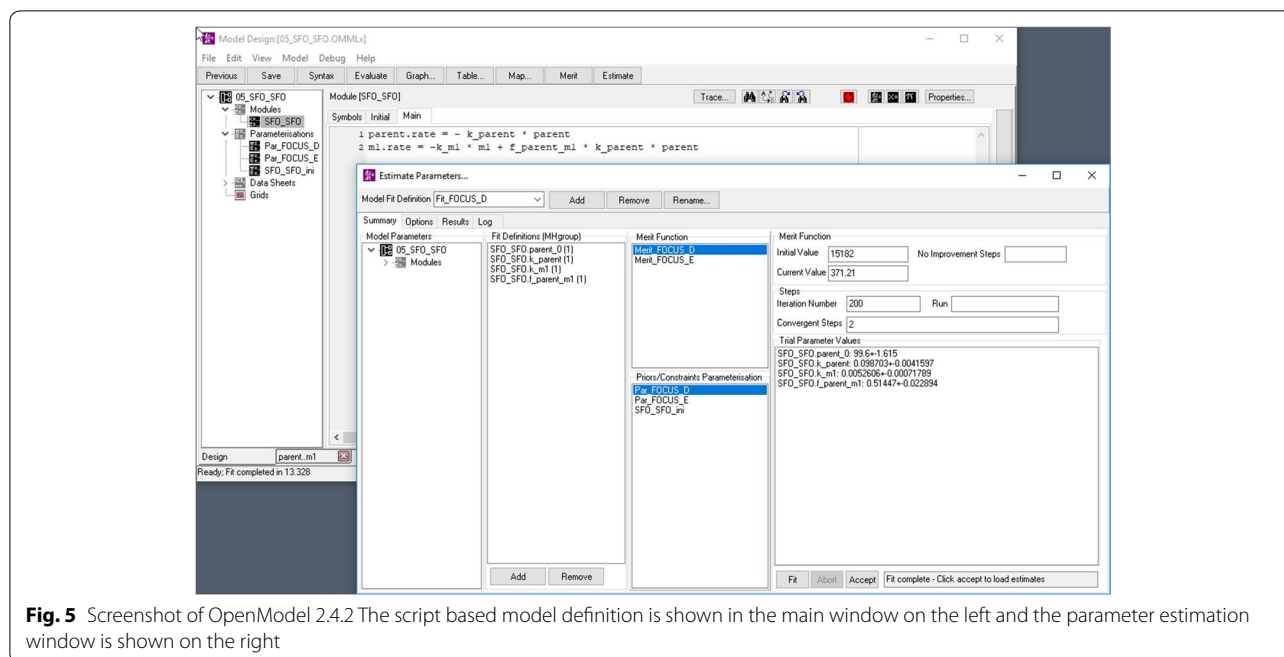 Model Design:[05_SFO_SFO.OMMLx]
File Edit View Model Debug Help
Previous Save Syntax Evaluate Graph... Table... Map... Merit Estimate
05_SFO_SFO
Modules
SFO_SFO
Parameterisations
Par_FOCUS_D
Par_FOCUS_E
SFO_SFO_ini
Data Sheets
Grids
Module [SFO_SFO]
Trace... Properties...
Symbols Initial Main
1 parent.rate = - k_parent * parent
2 m1.rate = -k_m1 * m1 + f_parent_m1 * k_parent * parent
Design parent..m1
Ready; Fit completed in 13.328
Estimate Parameters...
Model Fit Definition Fit_FOCUS_D Add Remove Rename...
Summary Options Results Log
Model Parameters
05_SFO_SFO
Modules
Fit Definitions (MHgroup)
SFO_SFO.parent_0 (1)
SFO_SFO.k_parent (1)
SFO_SFO.k_m1 (1)
SFO_SFO.f_parent_m1 (1)
Add Remove
Merit Function
Merit_FOCUS_D
Merit_FOCUS_E
Priors/Constraints Parameterisation
Par_FOCUS_D
Par_FOCUS_E
SFO_SFO_ini
Merit Function
Initial Value 15182 No Improvement Steps
Current Value 371.21
Steps
Iteration Number 200 Run
Convergent Steps 2
Trial Parameter Values
SFO_SFO.parent_0: 99.6+-1.615
SFO_SFO.k_parent: 0.098703+-0.0041597
SFO_SFO.k_m1: 0.0052606+-0.00071789
SFO_SFO.f_parent_m1: 0.51447+-0.022894
Fit Abort Accept Fit complete - Click accept to load estimates
Fig. 5 Screenshot of OpenModel 2.4.2 The script based model definition is shown in the main window on the left and the parameter estimation
window is shown on the right